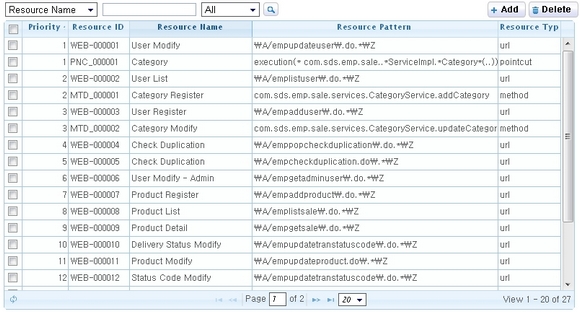 Resource Name All Add Delete
Priority Resource ID Resource Name Resource Pattern Resource Typ
1 WEB-000001 User Modify ₩A/empupdateuser₩.do.*₩Z url
1 PNC_000001 Category execution(* com.sds.emp.sale..*ServiceImpl.*Category*(..)) pointcut
2 WEB-000002 User List ₩A/emplistuser₩.do.*₩Z url
2 MTD_000001 Category Register com.sds.emp.sale.services.CategoryService.addCategory method
3 WEB-000003 User Register ₩A/empadduser₩.do.*₩Z url
3 MTD_000002 Category Modify com.sds.emp.sale.services.CategoryService.updateCategor method
4 WEB-000004 Check Duplication ₩A/emppopcheckduplication₩.do.*₩Z url
5 WEB-000005 Check Duplication ₩A/empcheckduplication.do₩.*₩Z url
6 WEB-000006 User Modify - Admin ₩A/empgetadminuser₩.do.*₩Z url
7 WEB-000007 Product Register ₩A/empaddproduct₩.do.*₩Z url
8 WEB-000008 Product List ₩A/emplistsale₩.do.*₩Z url
9 WEB-000009 Product Detail ₩A/empgetsale₩.do.*₩Z url
10 WEB-000010 Delivery Status Modify ₩A/empupdatetranstatuscode₩.do.*₩Z url
11 WEB-000011 Product Modify ₩A/empupdateproduct.do₩.*₩Z url
12 WEB-000012 Status Code Modify ₩A/empupdatetranstatuscode₩.do.*₩Z url
Page 1 of 2 20 View 1 - 20 of 27